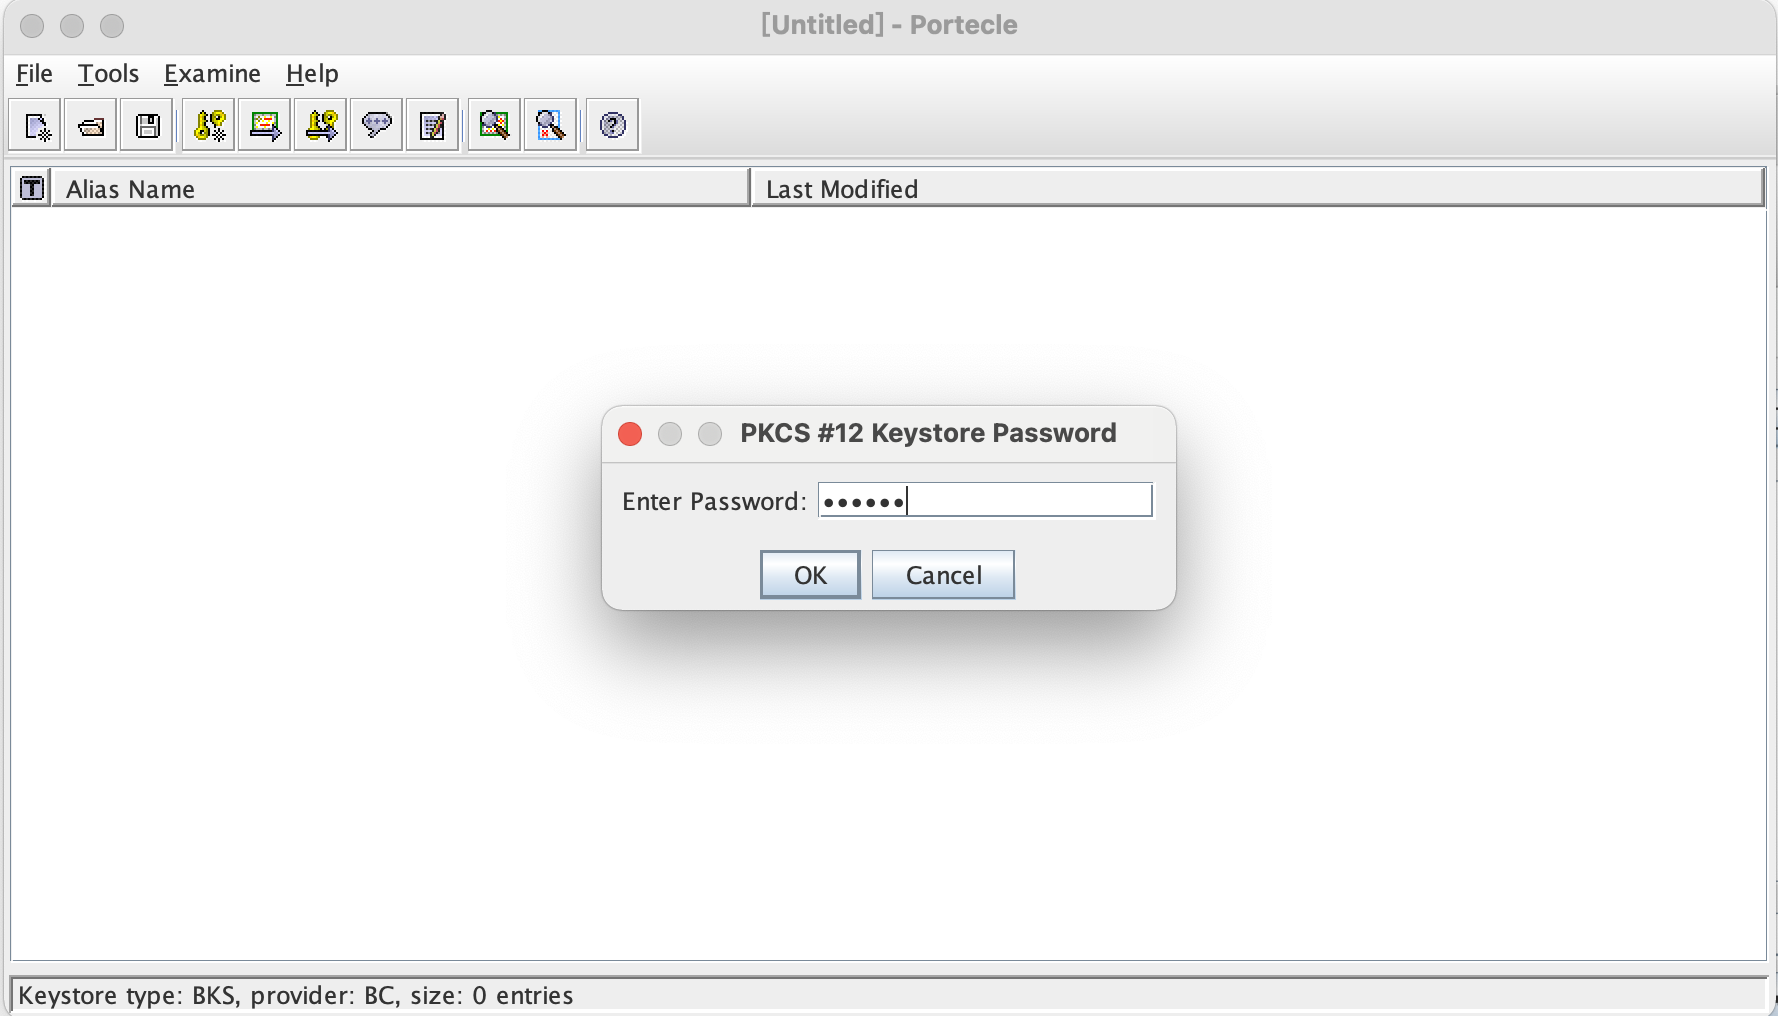 [Untitled] - Portecle
File Tools Examine Help
T Alias Name Last Modified
PKCS #12 Keystore Password
Enter Password: ••••••
OK Cancel
Keystore type: BKS, provider: BC, size: 0 entries